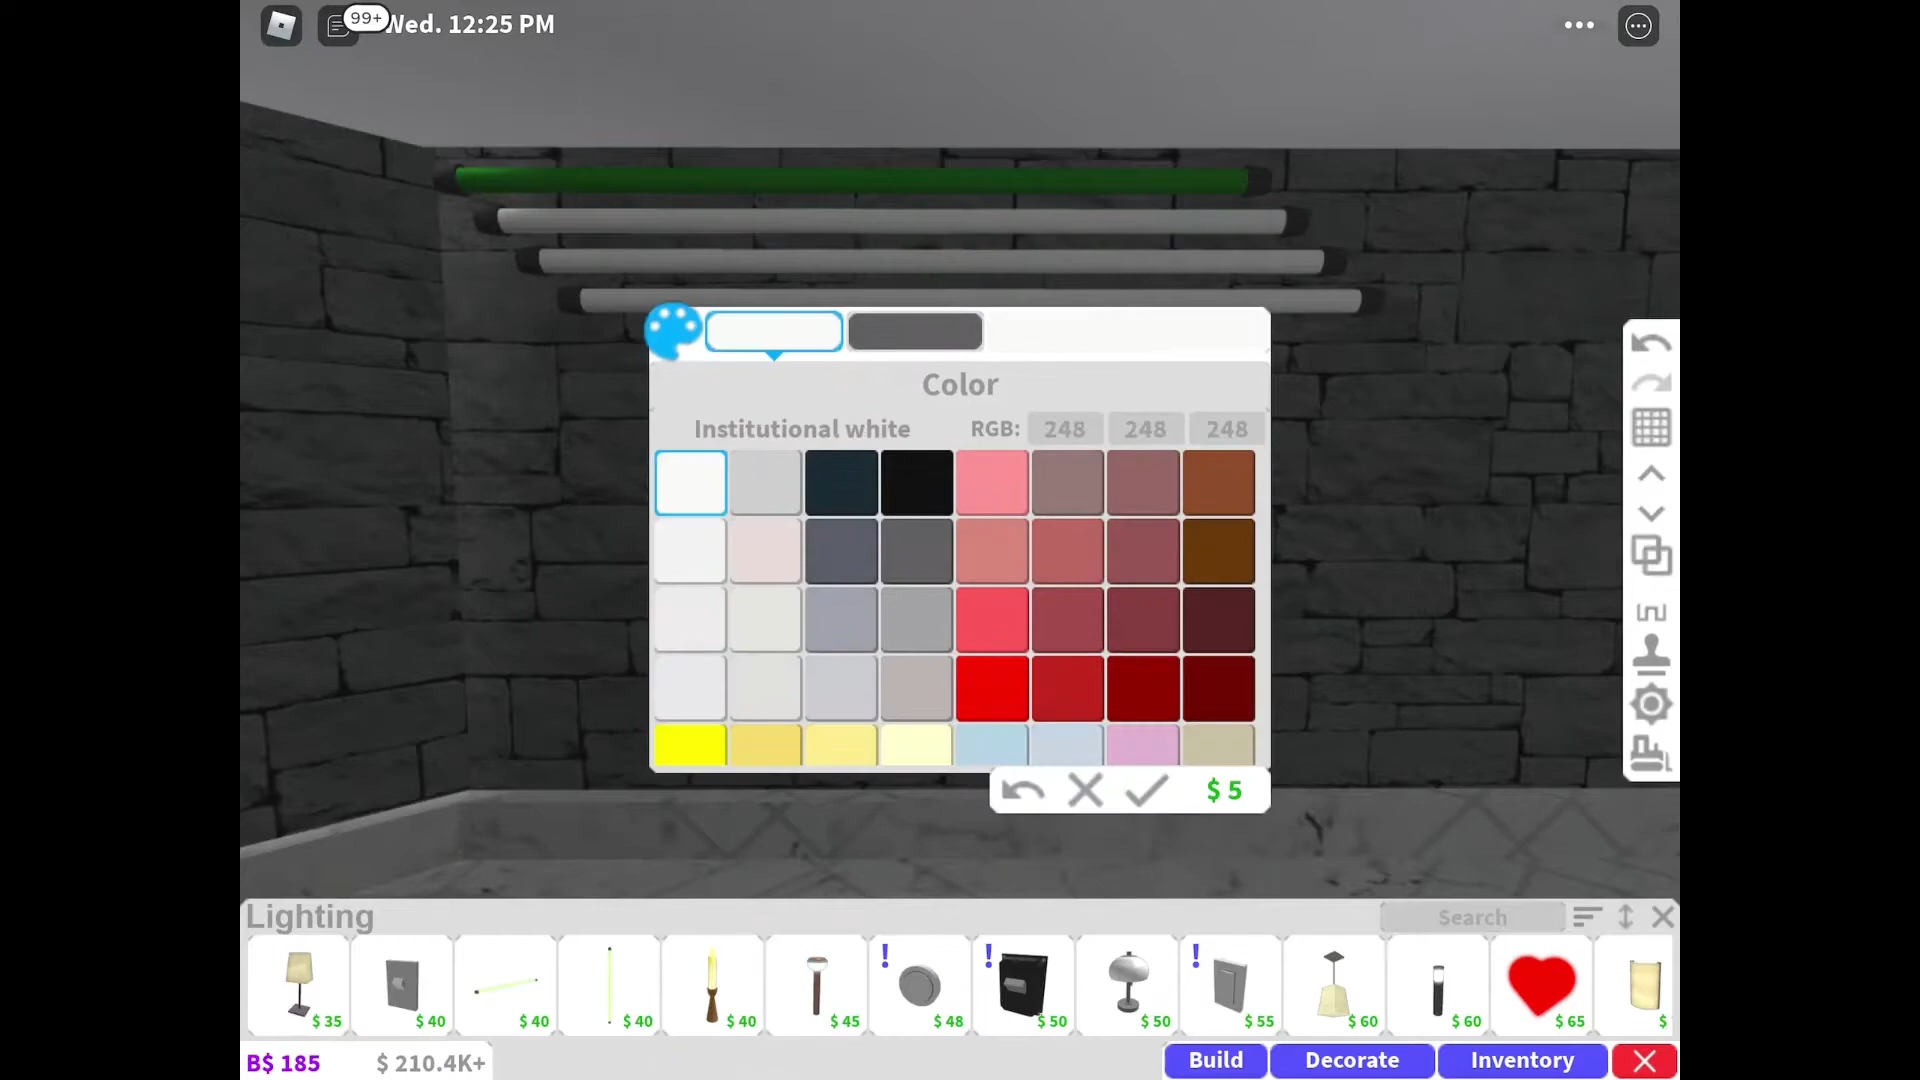 99+
Wed. 12:25 PM
Color
Institutional white RGB: 248 248 248
$ 5
Lighting
Search
! ! !
$ 35 $ 40 $ 40 $ 40 $ 40 $ 45 $ 48 $ 50 $ 50 $ 55 $ 60 $ 60 $ 65 $
B$ 185 $ 210.4K+
Build Decorate Inventory